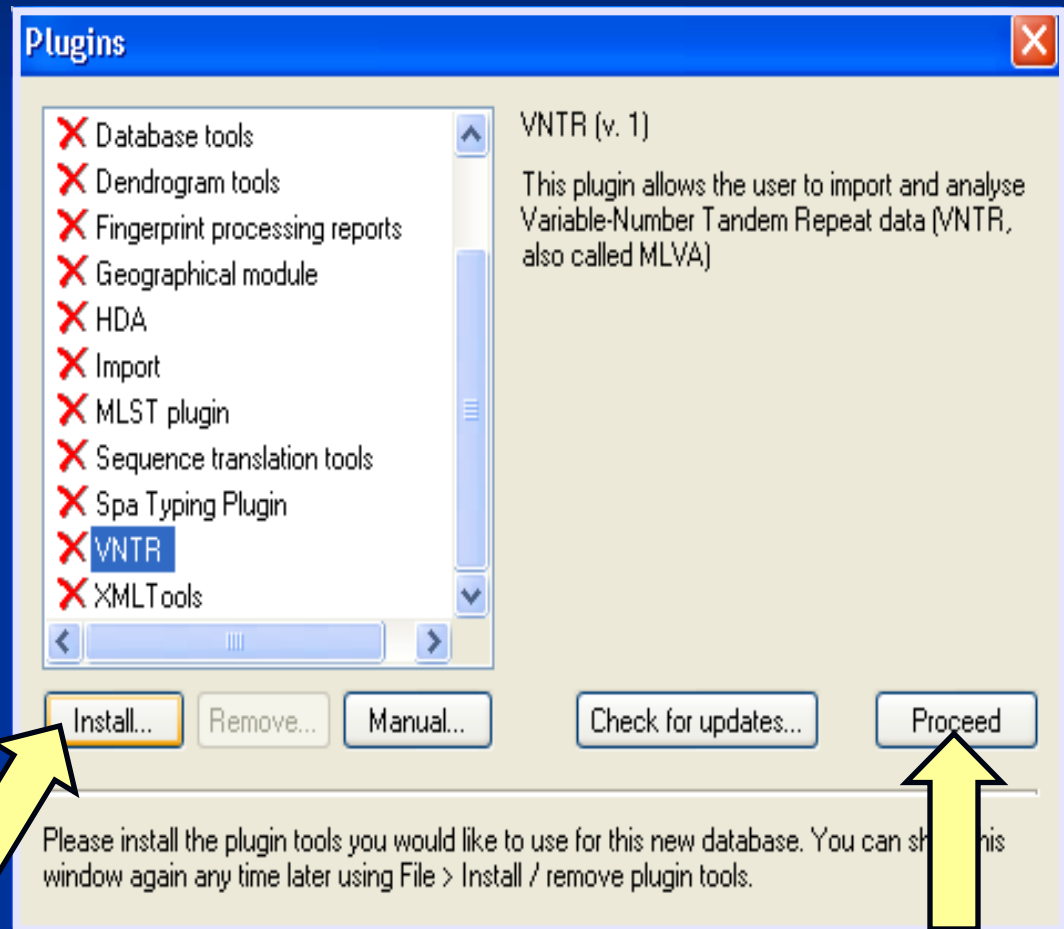 Plugins
Database tools
Dendrogram tools
Fingerprint processing reports
Geographical module
HDA
Import
MLST plugin
Sequence translation tools
Spa Typing Plugin
VNTR
XMLTools
VNTR (v. 1)
This plugin allows the user to import and analyse
Variable-Number Tandem Repeat data (VNTR,
also called MLVA)
Install...
Remove...
Manual...
Check for updates...
Proceed
Please install the plugin tools you would like to use for this new database. You can
window again any time later using File > Install / remove plugin tools.